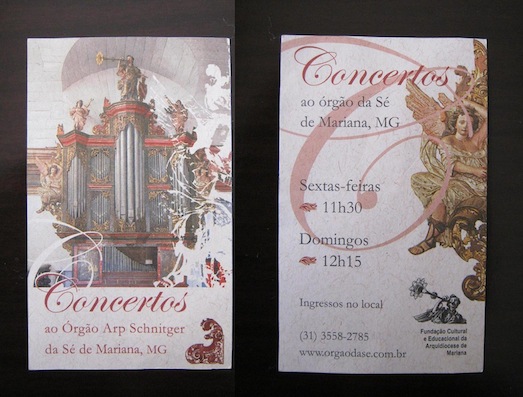 Concertos
ao Órgão Arp Schnitger
da Sé de Mariana, MG
Concertos
ao órgão da Sé
de Mariana, MG
Sextas-feiras
11h30
Domingos
12h15
Ingressos no local
(31) 3558-2785
www.orgaodase.com.br
Fundação Cultural
e Educacional da
Arquidiocese de
Mariana